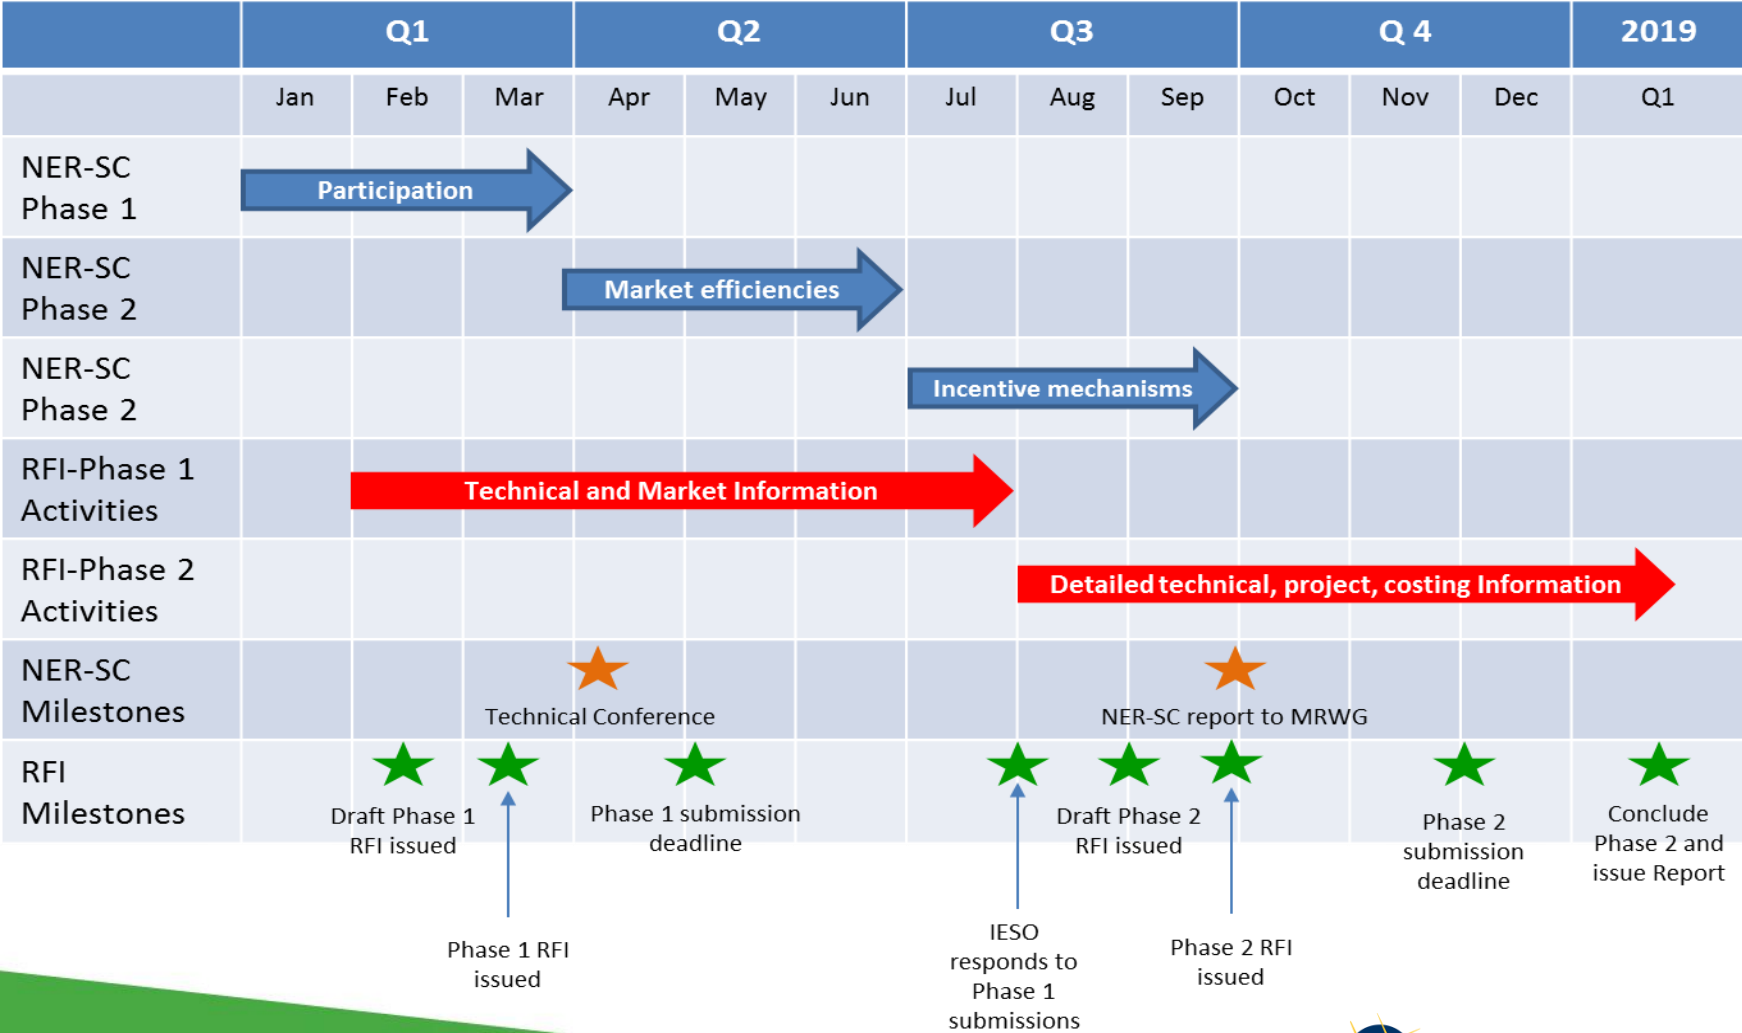 Q1 Q2 Q3 Q 4 2019
Jan Feb Mar Apr May Jun Jul Aug Sep Oct Nov Dec Q1
NER-SC
Phase 1
Participation
NER-SC
Phase 2
Market efficiencies
NER-SC
Phase 2
Incentive mechanisms
RFI-Phase 1
Activities
Technical and Market Information
RFI-Phase 2
Activities
Detailed technical, project, costing Information
NER-SC
Milestones
Technical Conference
NER-SC report to MRWG
RFI
Milestones
Draft Phase 1
RFI issued
Phase 1 RFI
issued
Phase 1 submission
deadline
IESO
responds to
Phase 1
submissions
Draft Phase 2
RFI issued
Phase 2 RFI
issued
Phase 2
submission
deadline
Conclude
Phase 2 and
issue Report